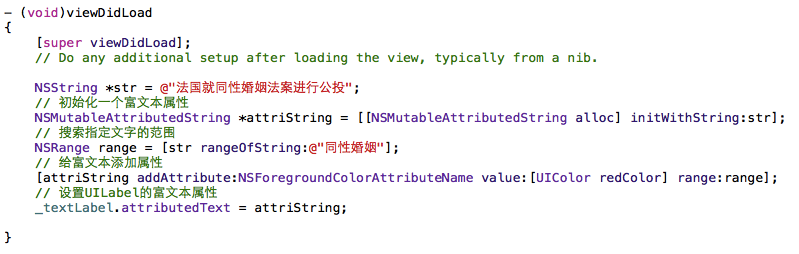 - (void)viewDidLoad
{
    [super viewDidLoad];
    // Do any additional setup after loading the view, typically from a nib.

    NSString *str = @"法国就同性婚姻法案进行公投";
    // 初始化一个富文本属性
    NSMutableAttributedString *attriString = [[NSMutableAttributedString alloc] initWithString:str];
    // 搜索指定文字的范围
    NSRange range = [str rangeOfString:@"同性婚姻"];
    // 给富文本添加属性
    [attriString addAttribute:NSForegroundColorAttributeName value:[UIColor redColor] range:range];
    // 设置UILabel的富文本属性
    _textLabel.attributedText = attriString;

}